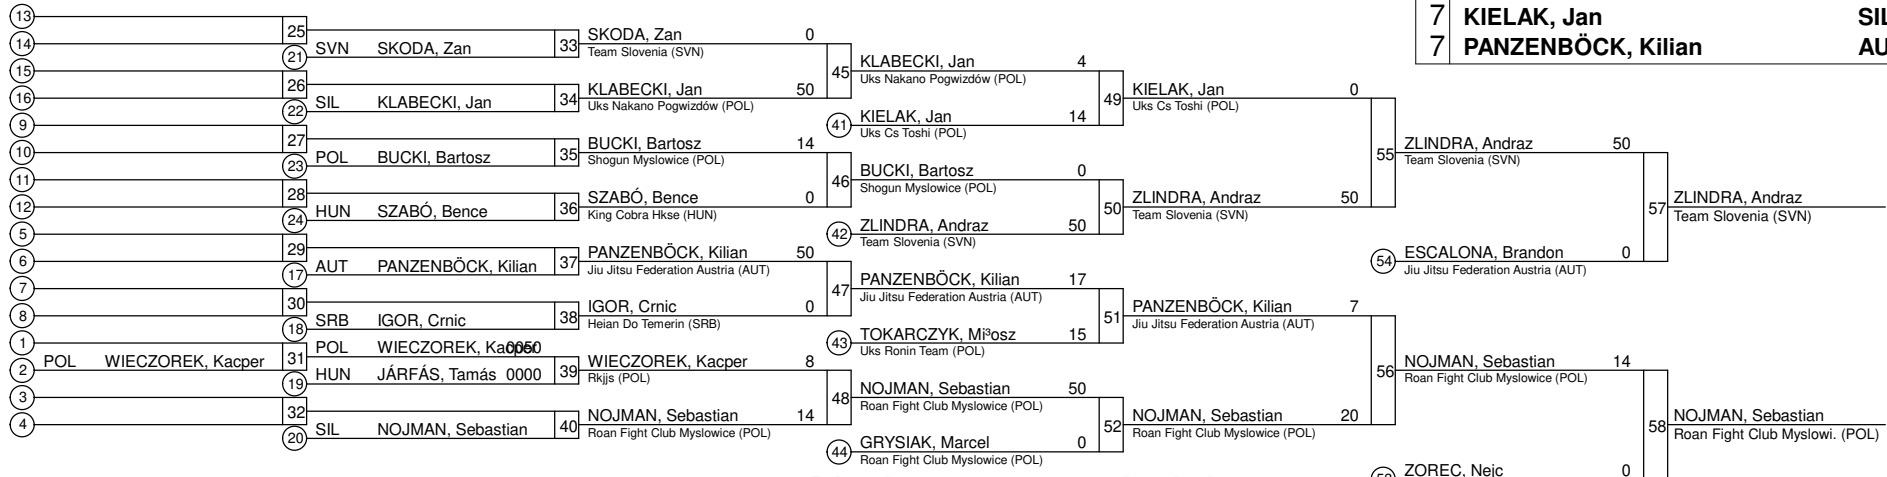 7 KIELAK, Jan SIL
7 PANZENBÖCK, Kilian AU
13
14
15
16
9
10
11
12
5
6
7
8
1
2 POL WIECZOREK, Kacper
3
4
25
21 SVN SKODA, Zan
26
22 SIL KLABECKI, Jan
27
23 POL BUCKI, Bartosz
28
24 HUN SZABÓ, Bence
29
17 AUT PANZENBÖCK, Kilian
30
18 SRB IGOR, Crnic
31 POL WIECZOREK, Kacper 0050
19 HUN JÁRFÁS, Tamás 0000
32
20 SIL NOJMAN, Sebastian
33 SKODA, Zan 0
Team Slovenia (SVN)
34 KLABECKI, Jan 50
Uks Nakano Pogwizdów (POL)
35 BUCKI, Bartosz 14
Shogun Myslowice (POL)
36 SZABÓ, Bence 0
King Cobra Hkse (HUN)
37 PANZENBÖCK, Kilian 50
Jiu Jitsu Federation Austria (AUT)
38 IGOR, Crnic 0
Heian Do Temerin (SRB)
39 WIECZOREK, Kacper 8
Rkjjs (POL)
40 NOJMAN, Sebastian 14
Roan Fight Club Myslowice (POL)
45 KLABECKI, Jan 4
Uks Nakano Pogwizdów (POL)
41 KIELAK, Jan 14
Uks Cs Toshi (POL)
46 BUCKI, Bartosz 0
Shogun Myslowice (POL)
42 ZLINDRA, Andraz 50
Team Slovenia (SVN)
47 PANZENBÖCK, Kilian 17
Jiu Jitsu Federation Austria (AUT)
43 TOKARCZYK, Mi³osz 15
Uks Ronin Team (POL)
48 NOJMAN, Sebastian 50
Roan Fight Club Myslowice (POL)
44 GRYSIAK, Marcel 0
Roan Fight Club Myslowice (POL)
49 KIELAK, Jan 0
Uks Cs Toshi (POL)
50 ZLINDRA, Andraz 50
Team Slovenia (SVN)
51 PANZENBÖCK, Kilian 7
Jiu Jitsu Federation Austria (AUT)
52 NOJMAN, Sebastian 20
Roan Fight Club Myslowice (POL)
55 ZLINDRA, Andraz 50
Team Slovenia (SVN)
54 ESCALONA, Brandon 0
Jiu Jitsu Federation Austria (AUT)
56 NOJMAN, Sebastian 14
Roan Fight Club Myslowice (POL)
ZOREC, Nejc 0
57 ZLINDRA, Andraz
Team Slovenia (SVN)
58 NOJMAN, Sebastian
Roan Fight Club Myslowi. (POL)